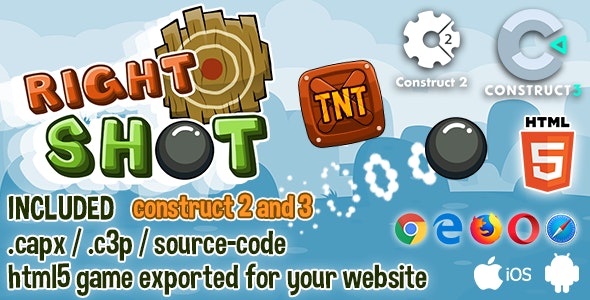 RIGHT
SHOT
TNT
2
Construct 2
CONSTRUCT 3
HTML
5
INCLUDED construct 2 and 3
.capx / .c3p / source-code
html5 game exported for your website
iOS